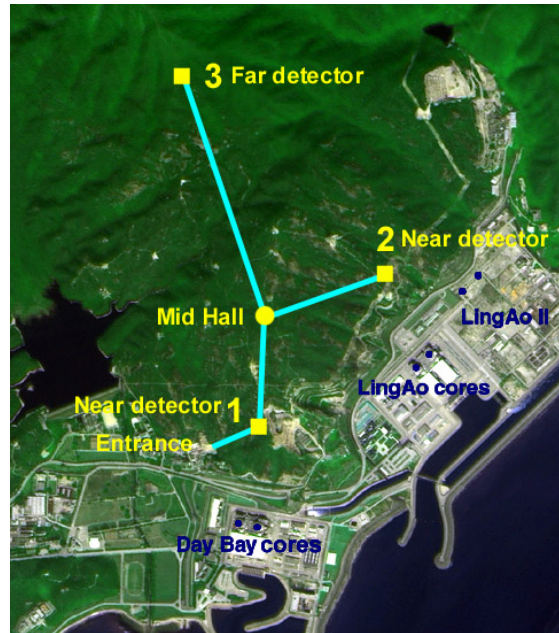 3 Far detector
2 Near detector
LingAo II
Mid Hall
LingAo cores
Near detector 1
Entrance
Day Bay cores